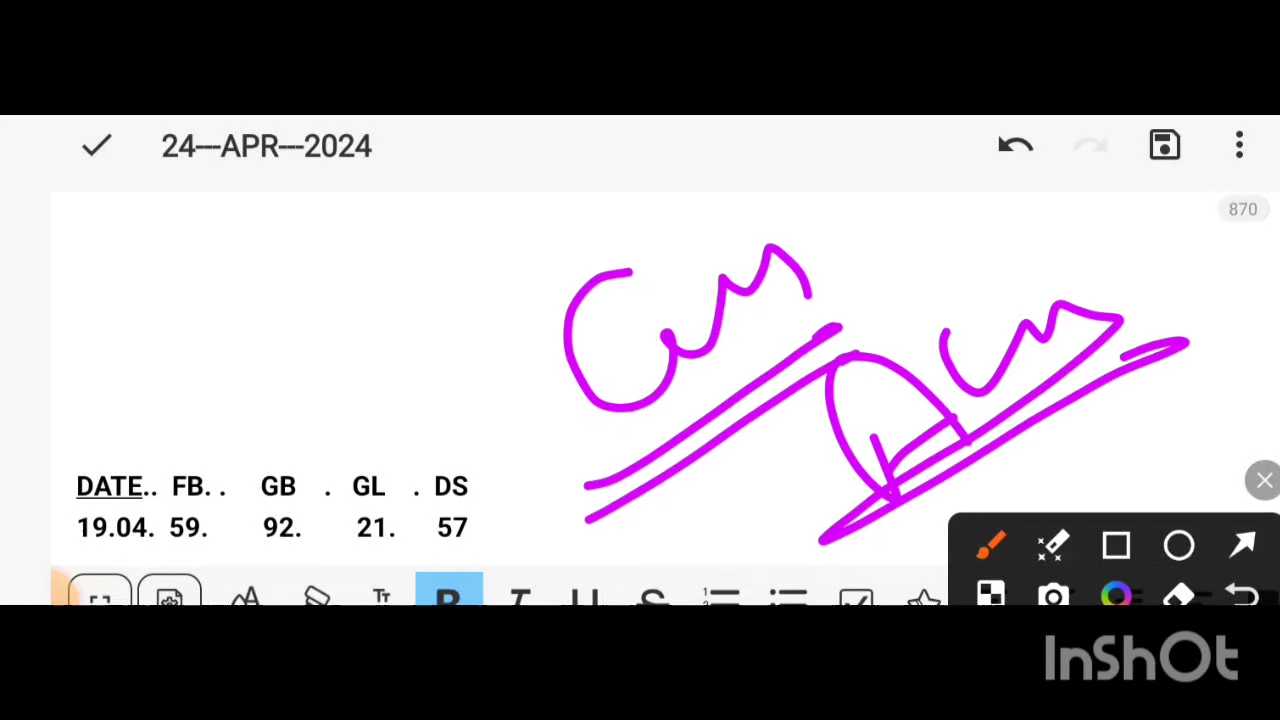 24---APR---2024
870
DATE.. FB. . GB . GL . DS
19.04. 59. 92. 21. 57
InShOt